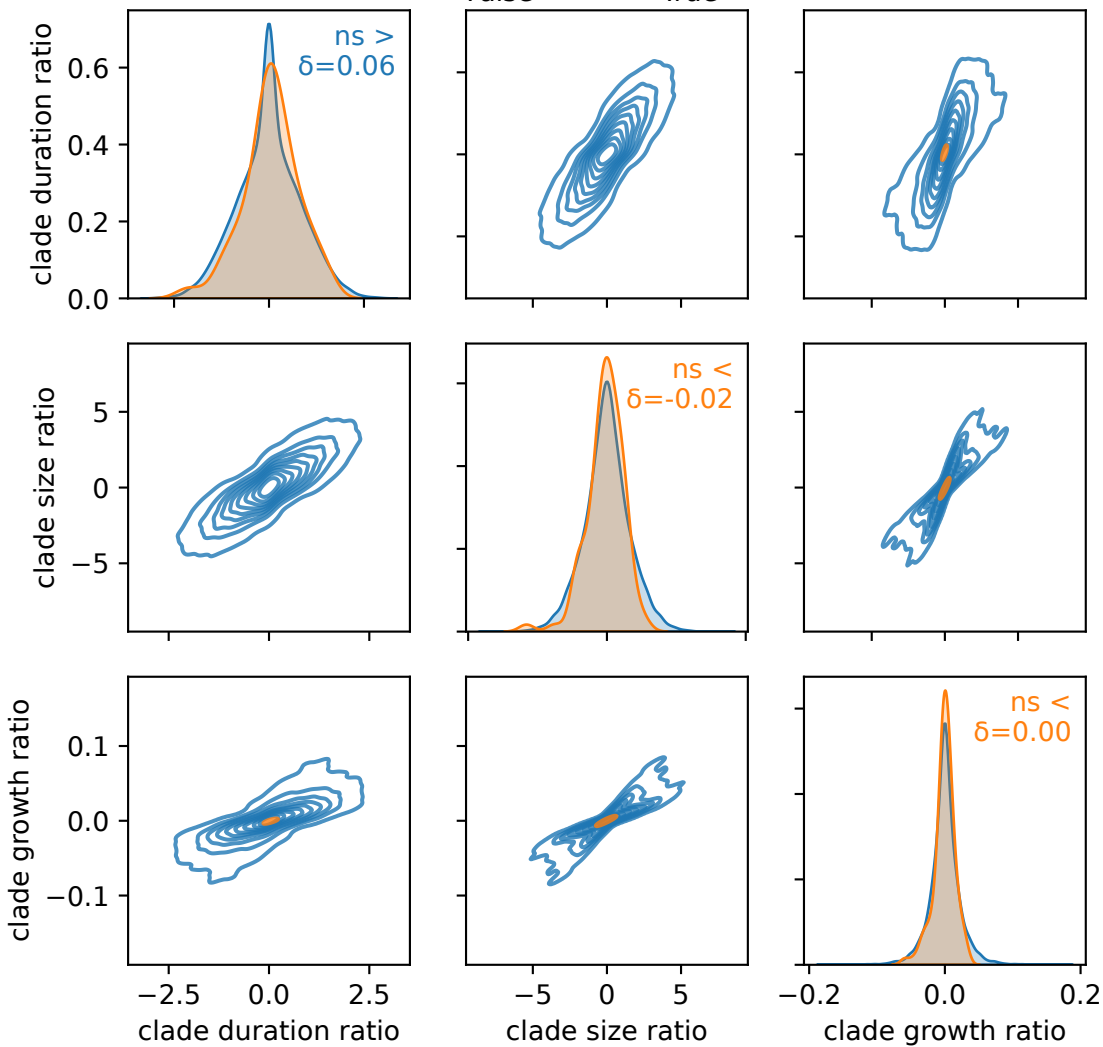 ns >
δ=0.06
clade duration ratio
0.6
0.4
0.2
0.0
ns <
δ=-0.02
clade size ratio
5
0
−5
ns <
δ=0.00
clade growth ratio
0.1
0.0
−0.1
−2.5 0.0 2.5
−5 0 5
−0.2 0.0 0.2
clade duration ratio
clade size ratio
clade growth ratio